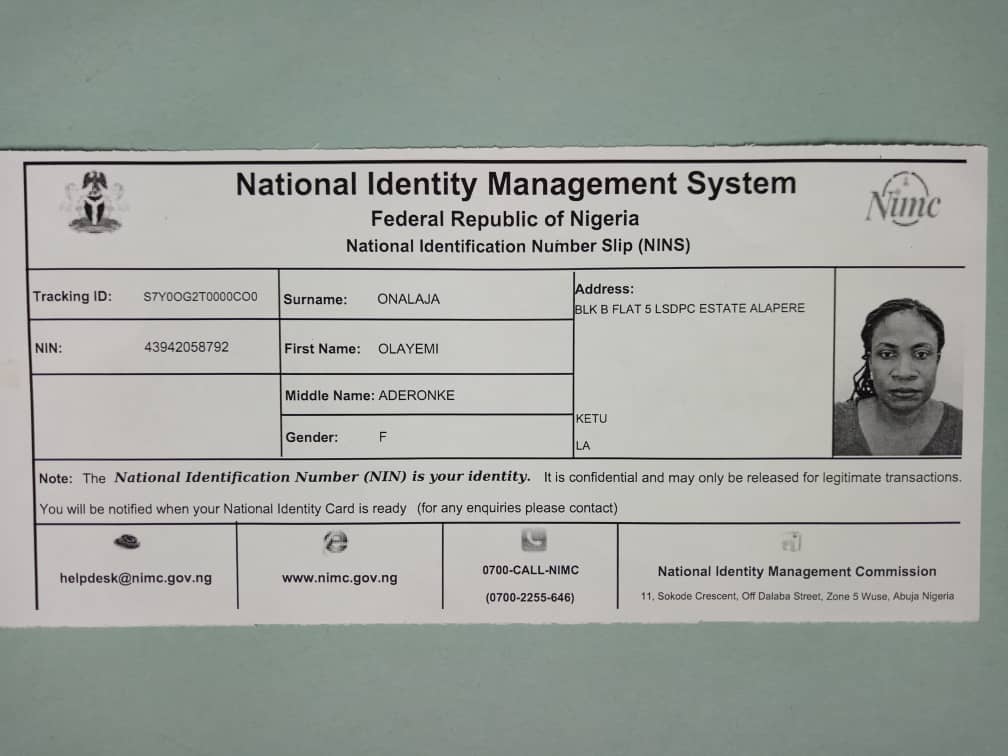 National Identity Management System
Federal Republic of Nigeria
National Identification Number Slip (NINS)
Nimc
Tracking ID: S7Y0OG2T0000CO0
Surname: ONALAJA
Address:
BLK B FLAT 5 LSDPC ESTATE ALAPERE
NIN: 43942058792
First Name: OLAYEMI
Middle Name: ADERONKE
KETU
Gender: F
LA
Note: The National Identification Number (NIN) is your identity. It is confidential and may only be released for legitimate transactions.
You will be notified when your National Identity Card is ready (for any enquiries please contact)
helpdesk@nimc.gov.ng
www.nimc.gov.ng
0700-CALL-NIMC
(0700-2255-646)
National Identity Management Commission
11, Sokode Crescent, Off Dalaba Street, Zone 5 Wuse, Abuja Nigeria